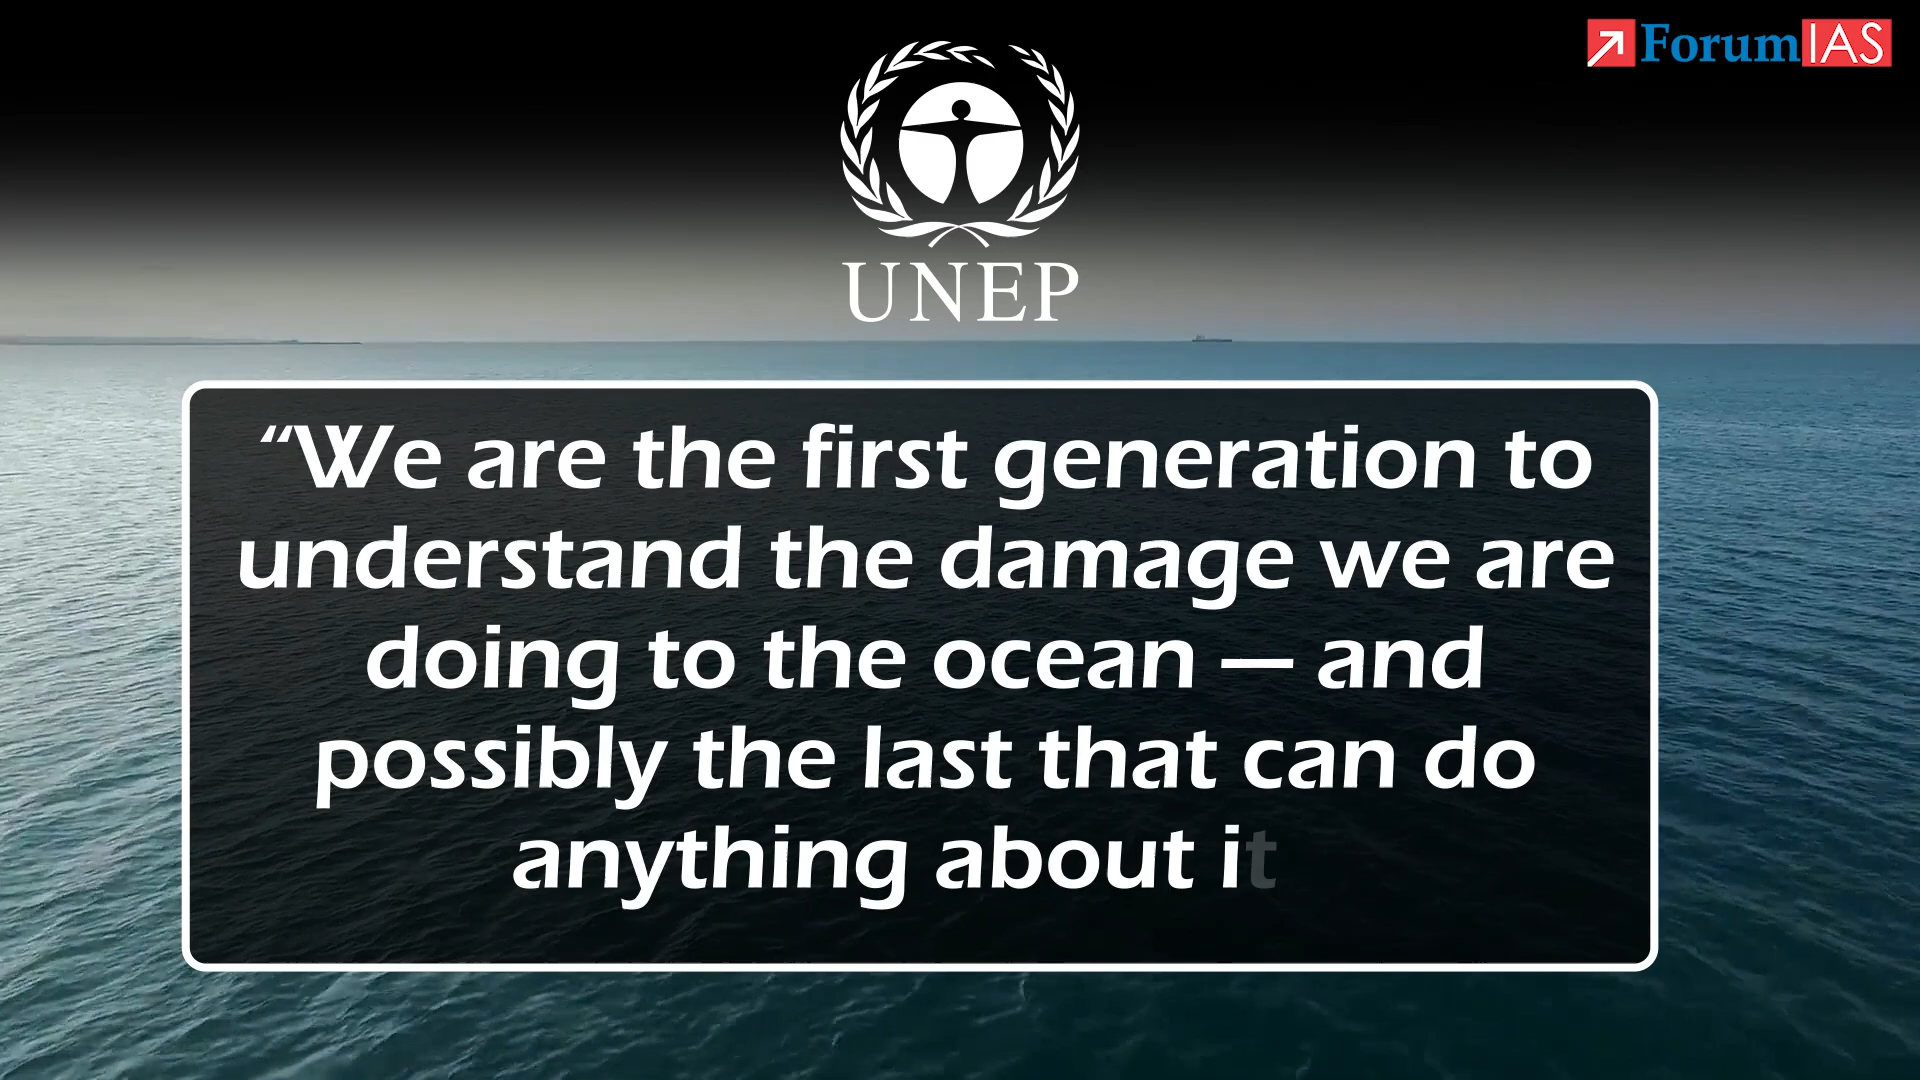 ForumIAS
UNEP
“We are the first generation to
understand the damage we are
doing to the ocean — and
possibly the last that can do
anything about it